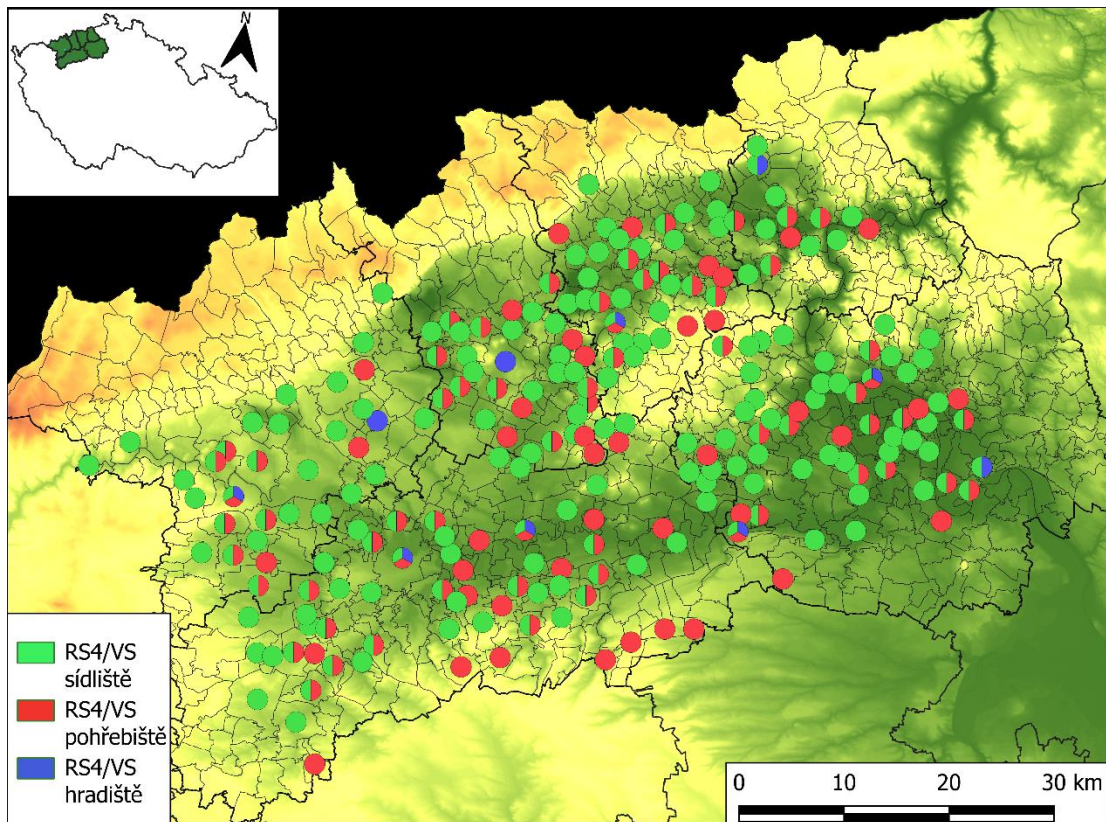 N
RS4/VS
sídliště
RS4/VS
pohřebiště
RS4/VS
hradiště
0 10 20 30 km